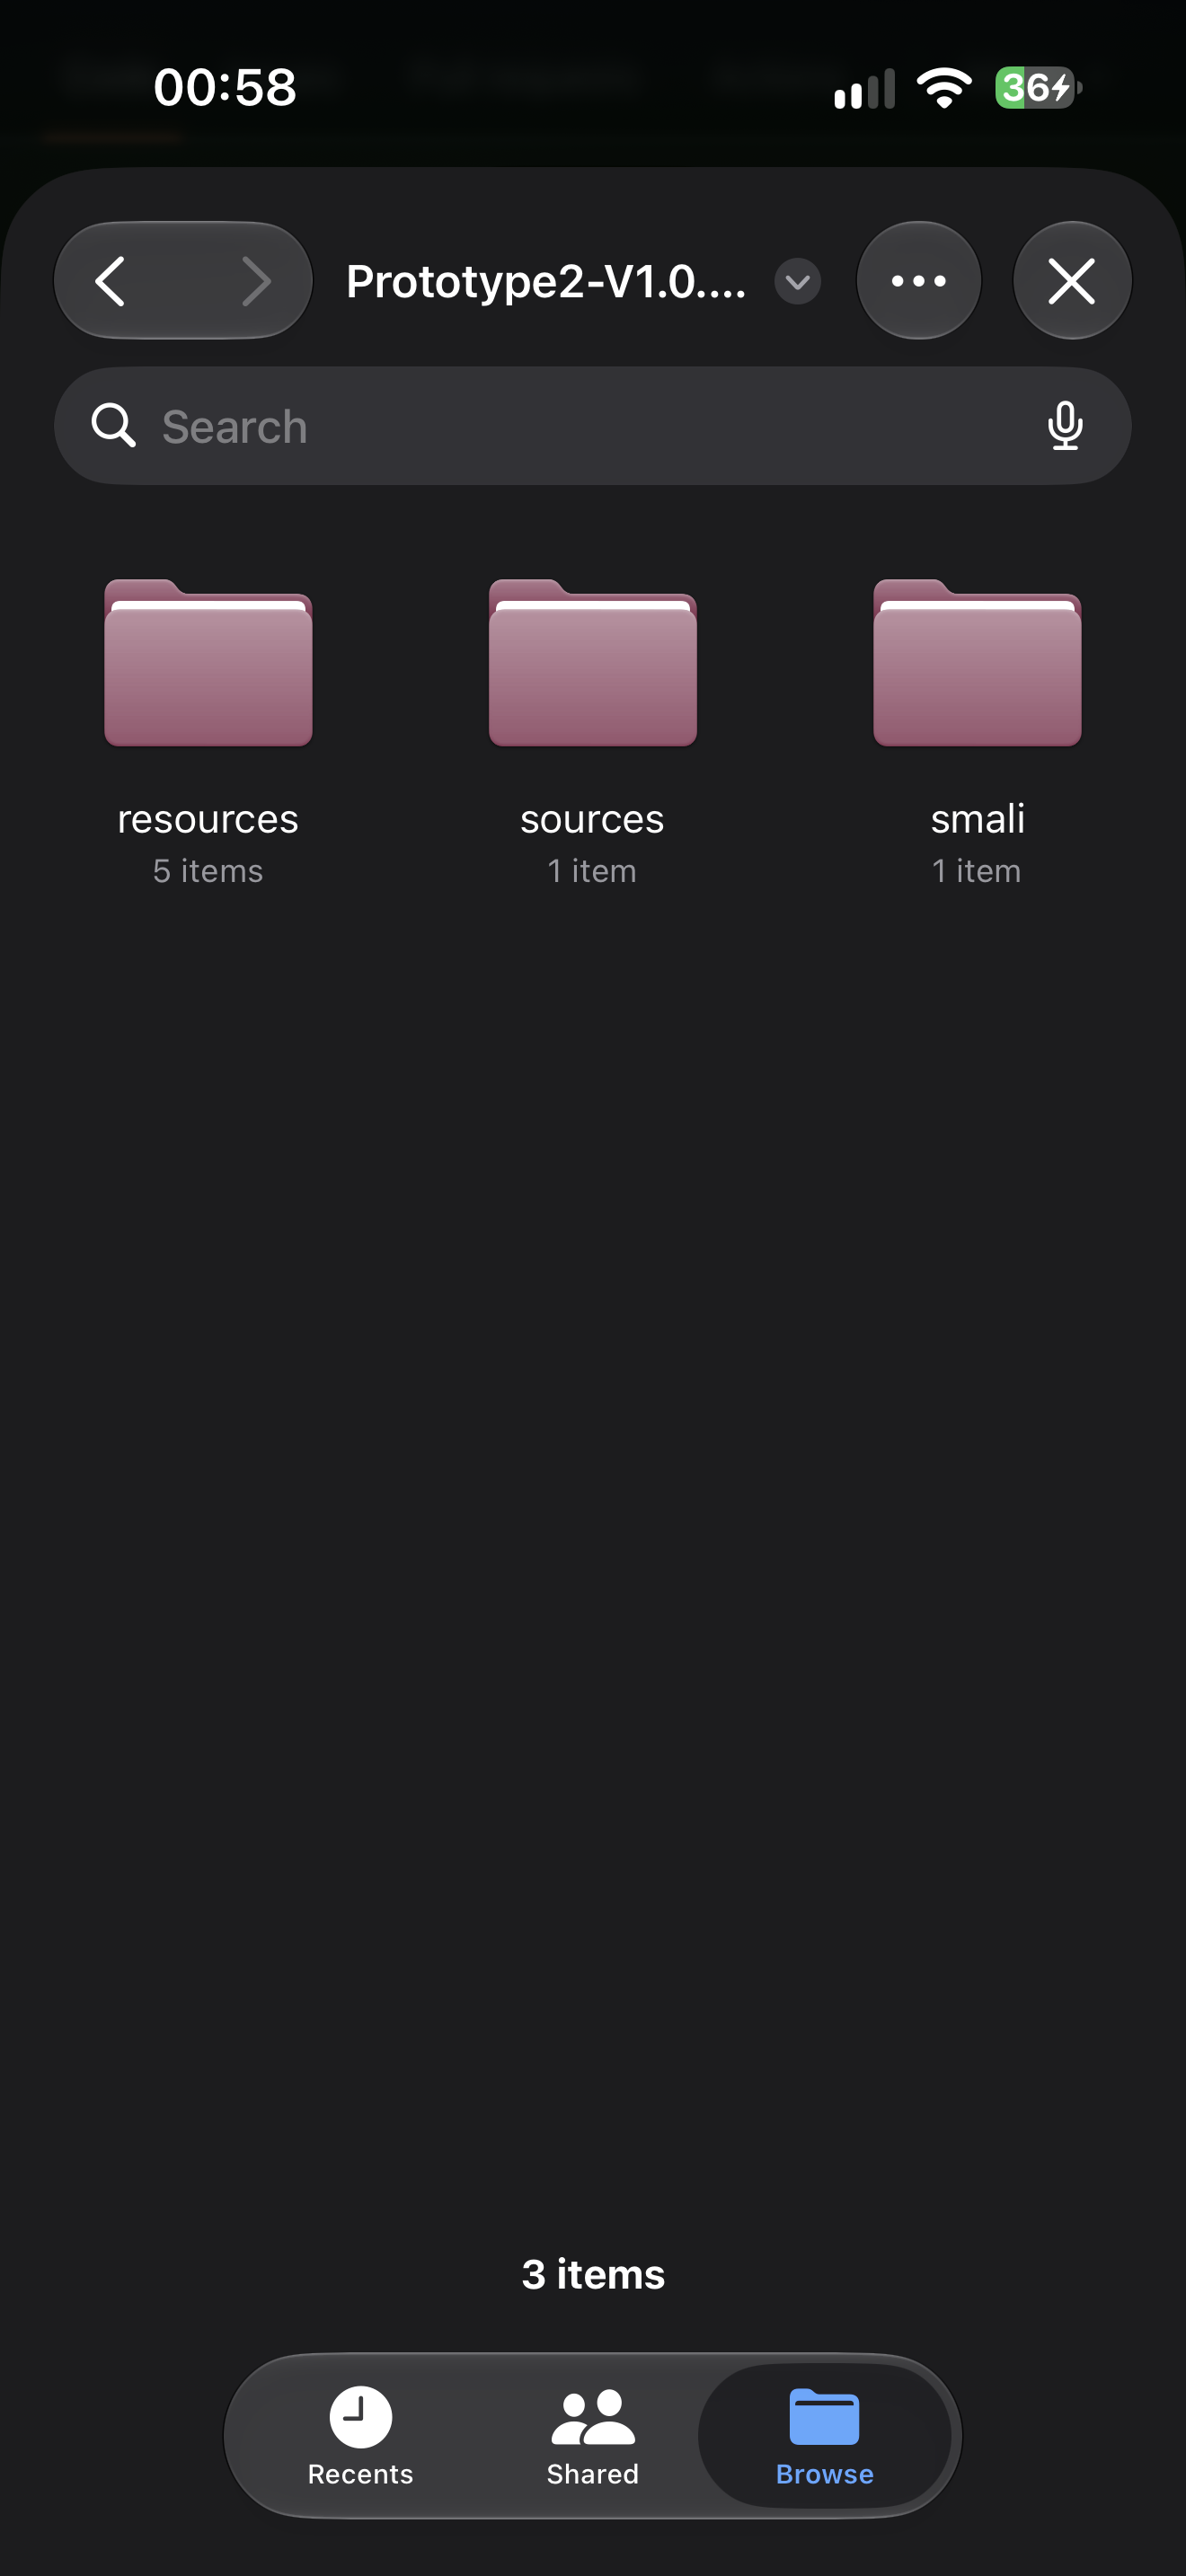 00:58
36
Prototype2-V1.0....
Search
resources
sources
smali
5 items
1 item
1 item
3 items
Recents
Shared
Browse